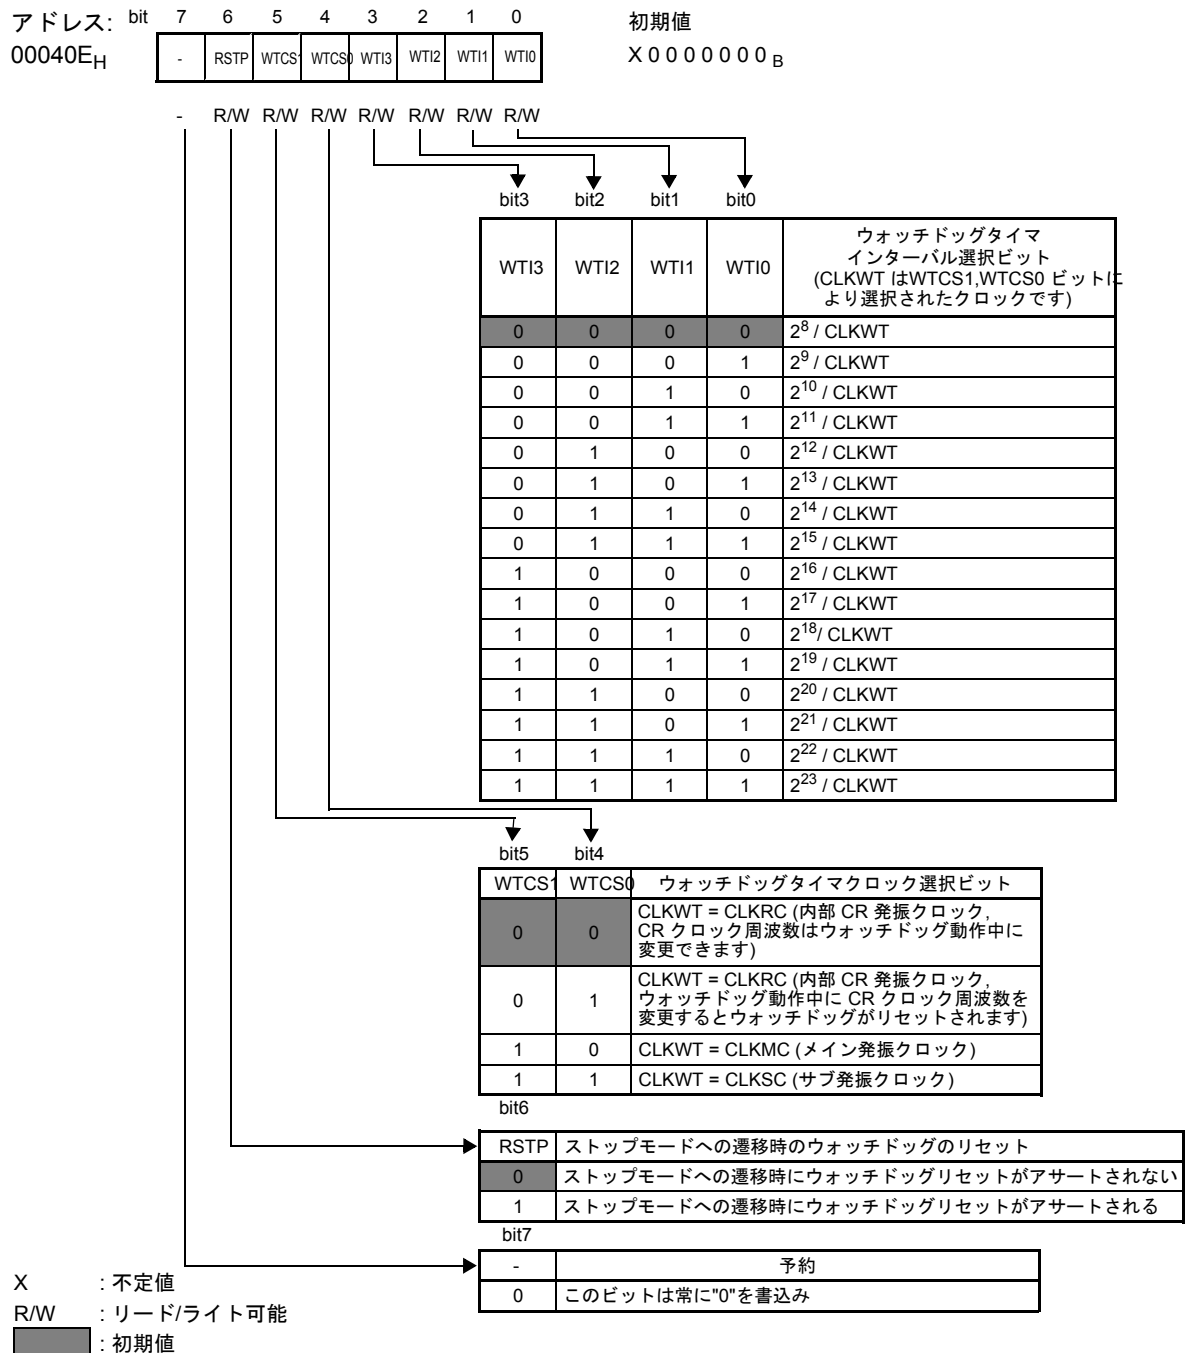 アドレス: bit 7 6 5 4 3 2 1 0 初期値
00040EH - RSTP WTCS1 WTCS0 WTI3 WTI2 WTI1 WTI0 X0000000B
- R/W R/W R/W R/W R/W R/W R/W
bit3 bit2 bit1 bit0
WTI3 WTI2 WTI1 WTI0 ウォッチドッグタイマ
インターバル選択ビット
(CLKWT はWTCS1,WTCS0 ビットに
より選択されたクロックです)
0 0 0 0 2^8 / CLKWT
0 0 0 1 2^9 / CLKWT
0 0 1 0 2^10 / CLKWT
0 0 1 1 2^11 / CLKWT
0 1 0 0 2^12 / CLKWT
0 1 0 1 2^13 / CLKWT
0 1 1 0 2^14 / CLKWT
0 1 1 1 2^15 / CLKWT
1 0 0 0 2^16 / CLKWT
1 0 0 1 2^17 / CLKWT
1 0 1 0 2^18/ CLKWT
1 0 1 1 2^19 / CLKWT
1 1 0 0 2^20 / CLKWT
1 1 0 1 2^21 / CLKWT
1 1 1 0 2^22 / CLKWT
1 1 1 1 2^23 / CLKWT
bit5 bit4
WTCS1 WTCS0 ウォッチドッグタイマクロック選択ビット
0 0 CLKWT = CLKRC (内部 CR 発振クロック,
CR クロック周波数はウォッチドッグ動作中に
変更できます)
0 1 CLKWT = CLKRC (内部 CR 発振クロック,
ウォッチドッグ動作中に CR クロック周波数を
変更するとウォッチドッグがリセットされます)
1 0 CLKWT = CLKMC (メイン発振クロック)
1 1 CLKWT = CLKSC (サブ発振クロック)
bit6
RSTP ストップモードへの遷移時のウォッチドッグのリセット
0 ストップモードへの遷移時にウォッチドッグリセットがアサートされない
1 ストップモードへの遷移時にウォッチドッグリセットがアサートされる
bit7
- 予約
0 このビットは常に"0"を書込み
X : 不定値
R/W : リード/ライト可能
: 初期値